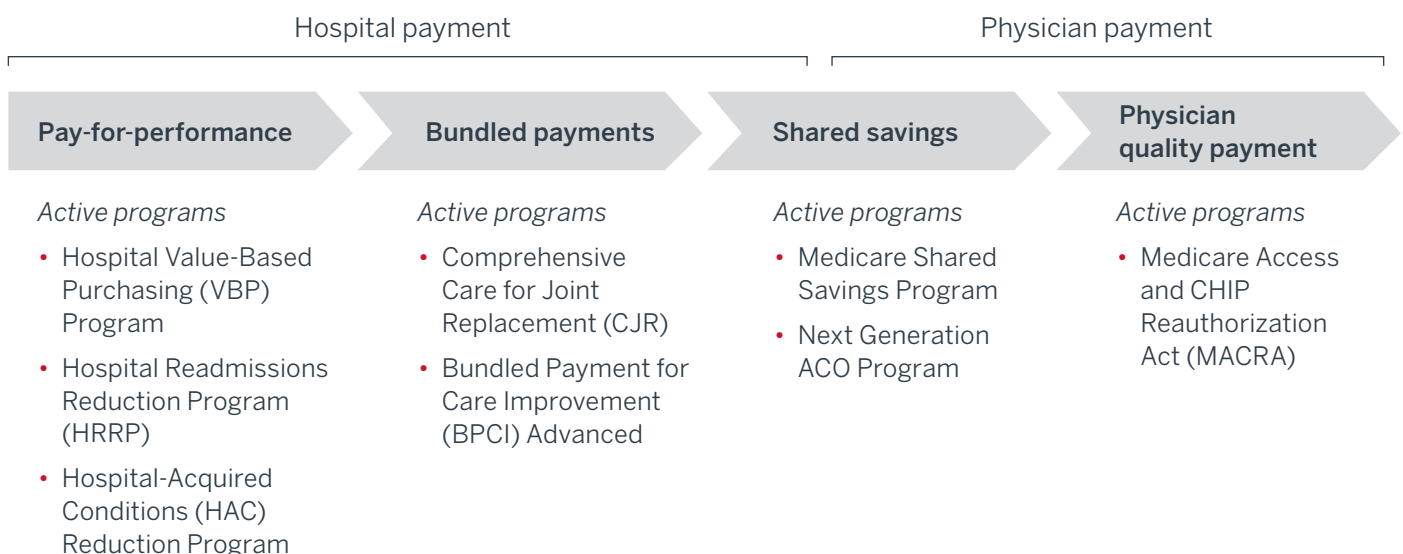 Hospital payment
Physician payment
Pay-for-performance
Bundled payments
Shared savings
Physician
quality payment
Active programs
• Hospital Value-Based
Purchasing (VBP)
Program
• Hospital Readmissions
Reduction Program
(HRRP)
• Hospital-Acquired
Conditions (HAC)
Reduction Program
Active programs
• Comprehensive
Care for Joint
Replacement (CJR)
• Bundled Payment for
Care Improvement
(BPCI) Advanced
Active programs
• Medicare Shared
Savings Program
• Next Generation
ACO Program
Active programs
• Medicare Access
and CHIP
Reauthorization
Act (MACRA)